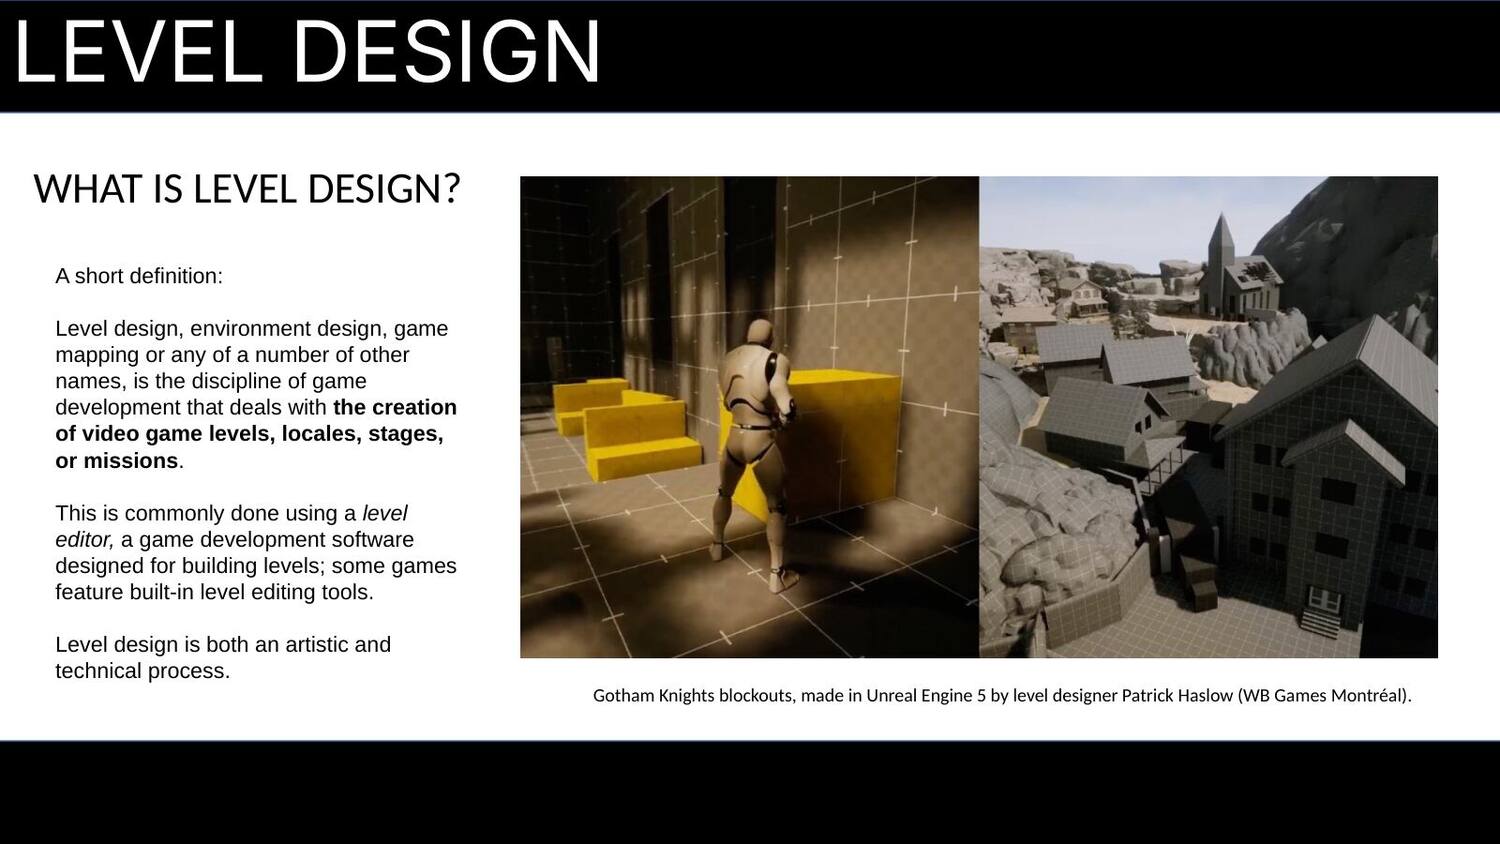 LEVEL DESIGN
WHAT IS LEVEL DESIGN?
A short definition:
Level design, environment design, game
mapping or any of a number of other
names, is the discipline of game
development that deals with the creation
of video game levels, locales, stages,
or missions.
This is commonly done using a level
editor, a game development software
designed for building levels; some games
feature built-in level editing tools.
Level design is both an artistic and
technical process.
Gotham Knights blockouts, made in Unreal Engine 5 by level designer Patrick Haslow (WB Games Montréal).